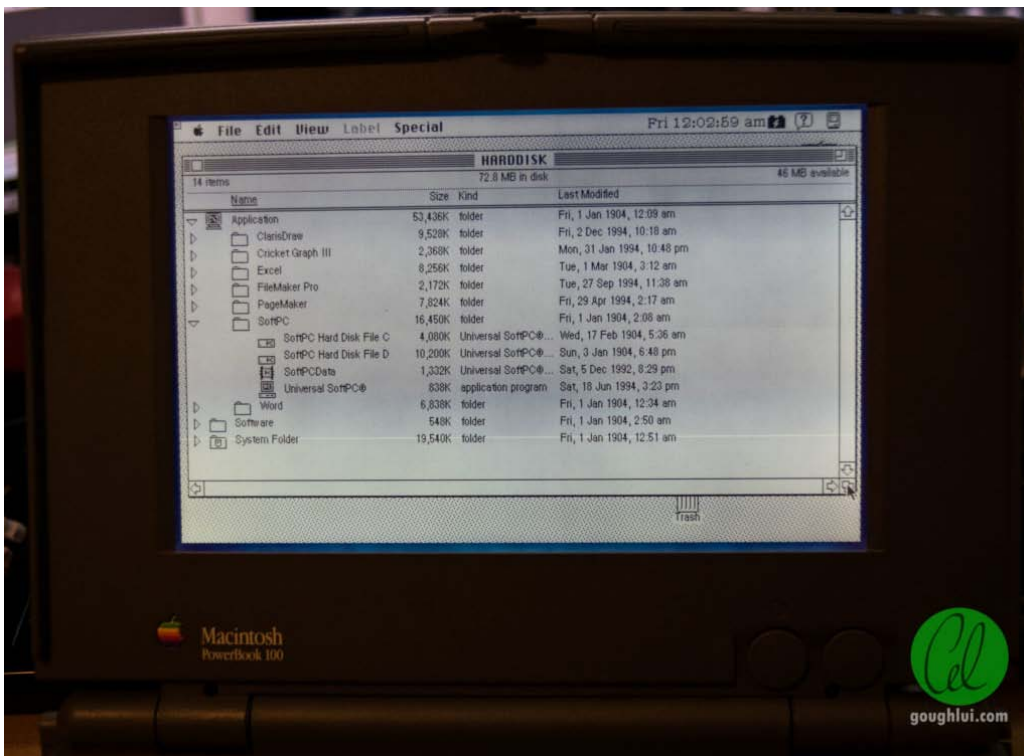 File Edit View Label Special Fri 12:02:59 am
HARDDISK
14 items 72.8 MB in disk 46 MB available
Name Size Kind Last Modified
Application 53,436K folder Fri, 1 Jan 1904, 12:09 am
ClarisDraw 9,528K folder Fri, 2 Dec 1994, 10:18 am
Cricket Graph III 2,368K folder Mon, 31 Jan 1994, 10:48 pm
Excel 8,256K folder Tue, 1 Mar 1904, 3:12 am
FileMaker Pro 2,172K folder Tue, 27 Sep 1994, 11:38 am
PageMaker 7,824K folder Fri, 29 Apr 1994, 2:17 am
SoftPC 16,450K folder Fri, 1 Jan 1904, 2:08 am
SoftPC Hard Disk File C 4,080K Universal SoftPC®... Wed, 17 Feb 1904, 5:36 am
SoftPC Hard Disk File D 10,200K Universal SoftPC®... Sun, 3 Jan 1904, 6:48 pm
SoftPCData 1,332K Universal SoftPC®... Sat, 5 Dec 1992, 8:29 pm
Universal SoftPC® 838K application program Sat, 18 Jun 1994, 3:23 pm
Word 6,838K folder Fri, 1 Jan 1904, 12:34 am
Software 548K folder Fri, 1 Jan 1904, 2:50 am
System Folder 19,540K folder Fri, 1 Jan 1904, 12:51 am
Trash
Macintosh
PowerBook 100
goughlui.com